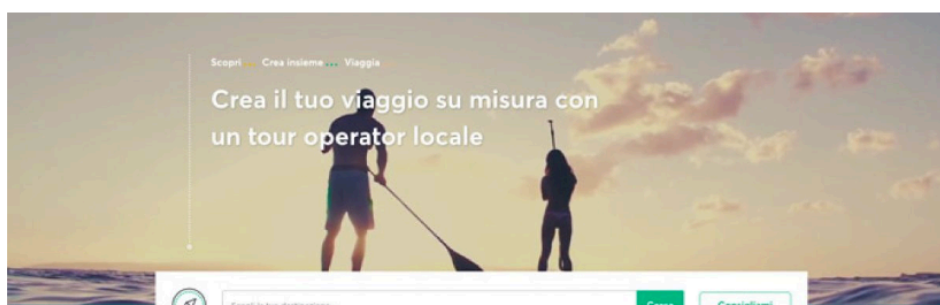 Scopri ... Crea insieme ... Viaggia
Crea il tuo viaggio su misura con
un tour operator locale
Cerca
Consigliami